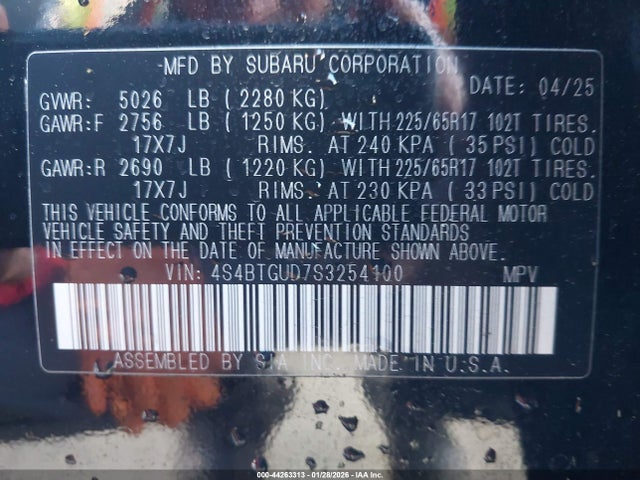 MFD BY SUBARU CORPORATION
DATE: 04/25
GVWR: 5026 LB ( 2280 KG)
GAWR:F 2756 LB ( 1250 KG) WITH 225/65R17 102T TIRES.
17X7J RIMS. AT 240 KPA ( 35 PSI) COLD
GAWR:R 2690 LB ( 1220 KG) WITH 225/65R17 102T TIRES.
17X7J RIMS. AT 230 KPA ( 33 PSI) COLD
THIS VEHICLE CONFORMS TO ALL APPLICABLE FEDERAL MOTOR
VEHICLE SAFETY AND THEFT PREVENTION STANDARDS
IN EFFECT ON THE DATE OF MANUFACTURE SHOWN ABOVE.
VIN: 4S4BTGUD7S3254100 MPV
ASSEMBLED BY SIA INC. MADE IN U.S.A.
000-44263313 - 01/28/2026 - IAA Inc.